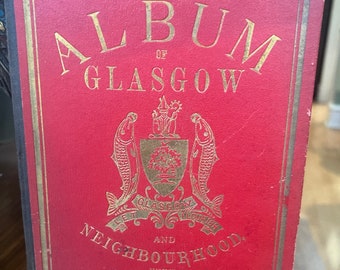 ALBUM
OF
GLASGOW
AND
NEIGHBOURHOOD,